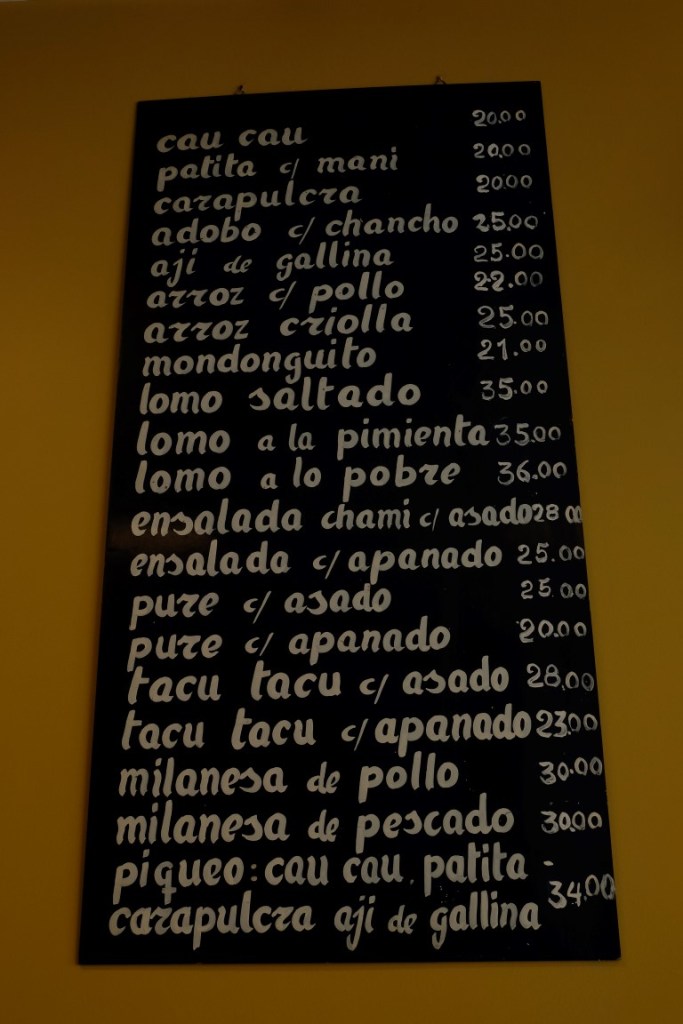 cau cau 20.00
patita c/ mani 20.00
carapulcra 20.00
adobo c/ chancho 25.00
aji de gallina 25.00
arroz c/ pollo 22.00
arroz criolla 25.00
mondonguito 21.00
lomo saltado 35.00
lomo a la pimienta 35.00
lomo a lo pobre 36.00
ensalada chami c/ asado 28.00
ensalada c/ apanado 25.00
pure c/ asado 25.00
pure c/ apanado 20.00
tacu tacu c/ asado 28.00
tacu tacu c/ apanado 23.00
milanesa de pollo 30.00
milanesa de pescado 30.00
piqueo: cau cau. patita -
carapulcra aji de gallina 34.00